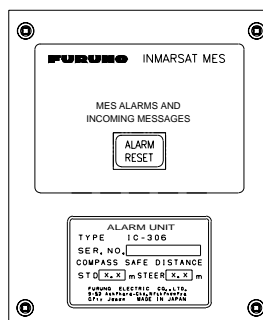 FURUNO INMARSAT MES
MES ALARMS AND
INCOMING MESSAGES
ALARM
RESET
ALARM UNIT
TYPE IC-306
SER. NO.
COMPASS SAFE DISTANCE
STD X.X m STEER X.X m
FURUNO ELECTRIC CO., LTD.
MADE IN JAPAN